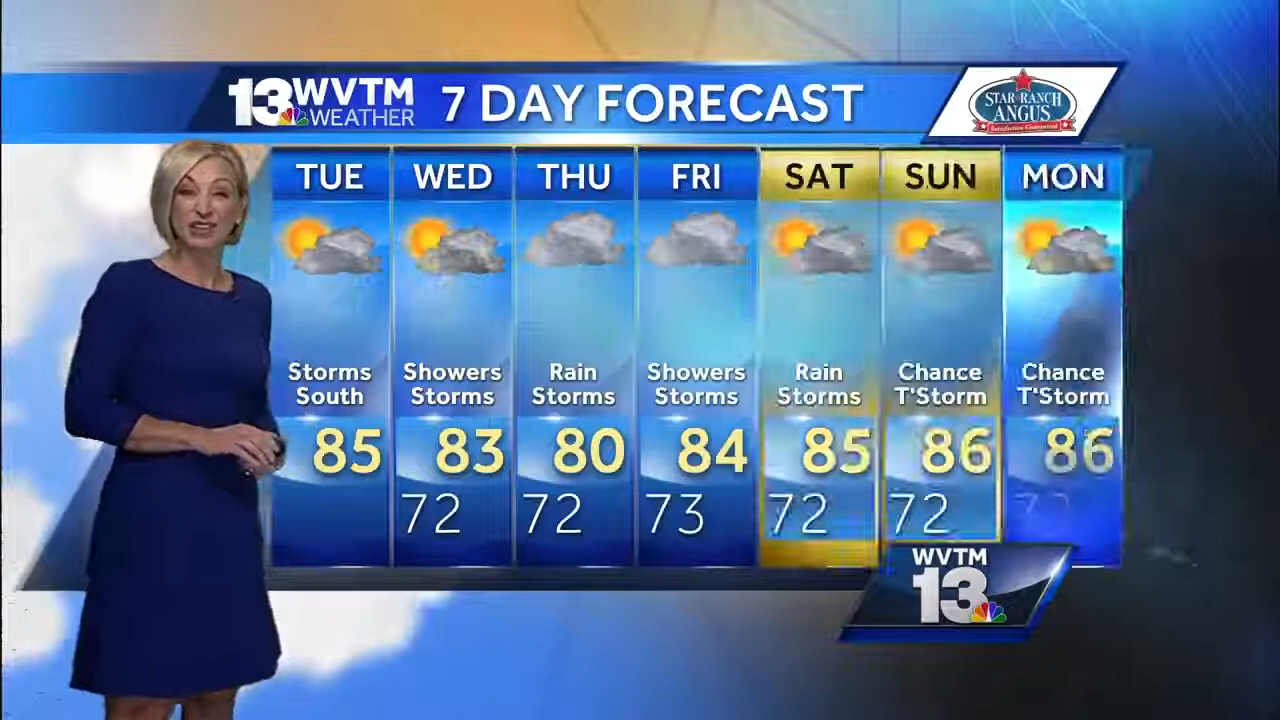 13 WVTM WEATHER 7 DAY FORECAST
STAR RANCH
ANGUS
Satisfaction Guaranteed
TUE WED THU FRI SAT SUN MON
Storms South
Showers Storms
Rain Storms
Showers Storms
Rain Storms
Chance T'Storm
Chance T'Storm
85 83 80 84 85 86 86
72 72 73 72 72
WVTM
13